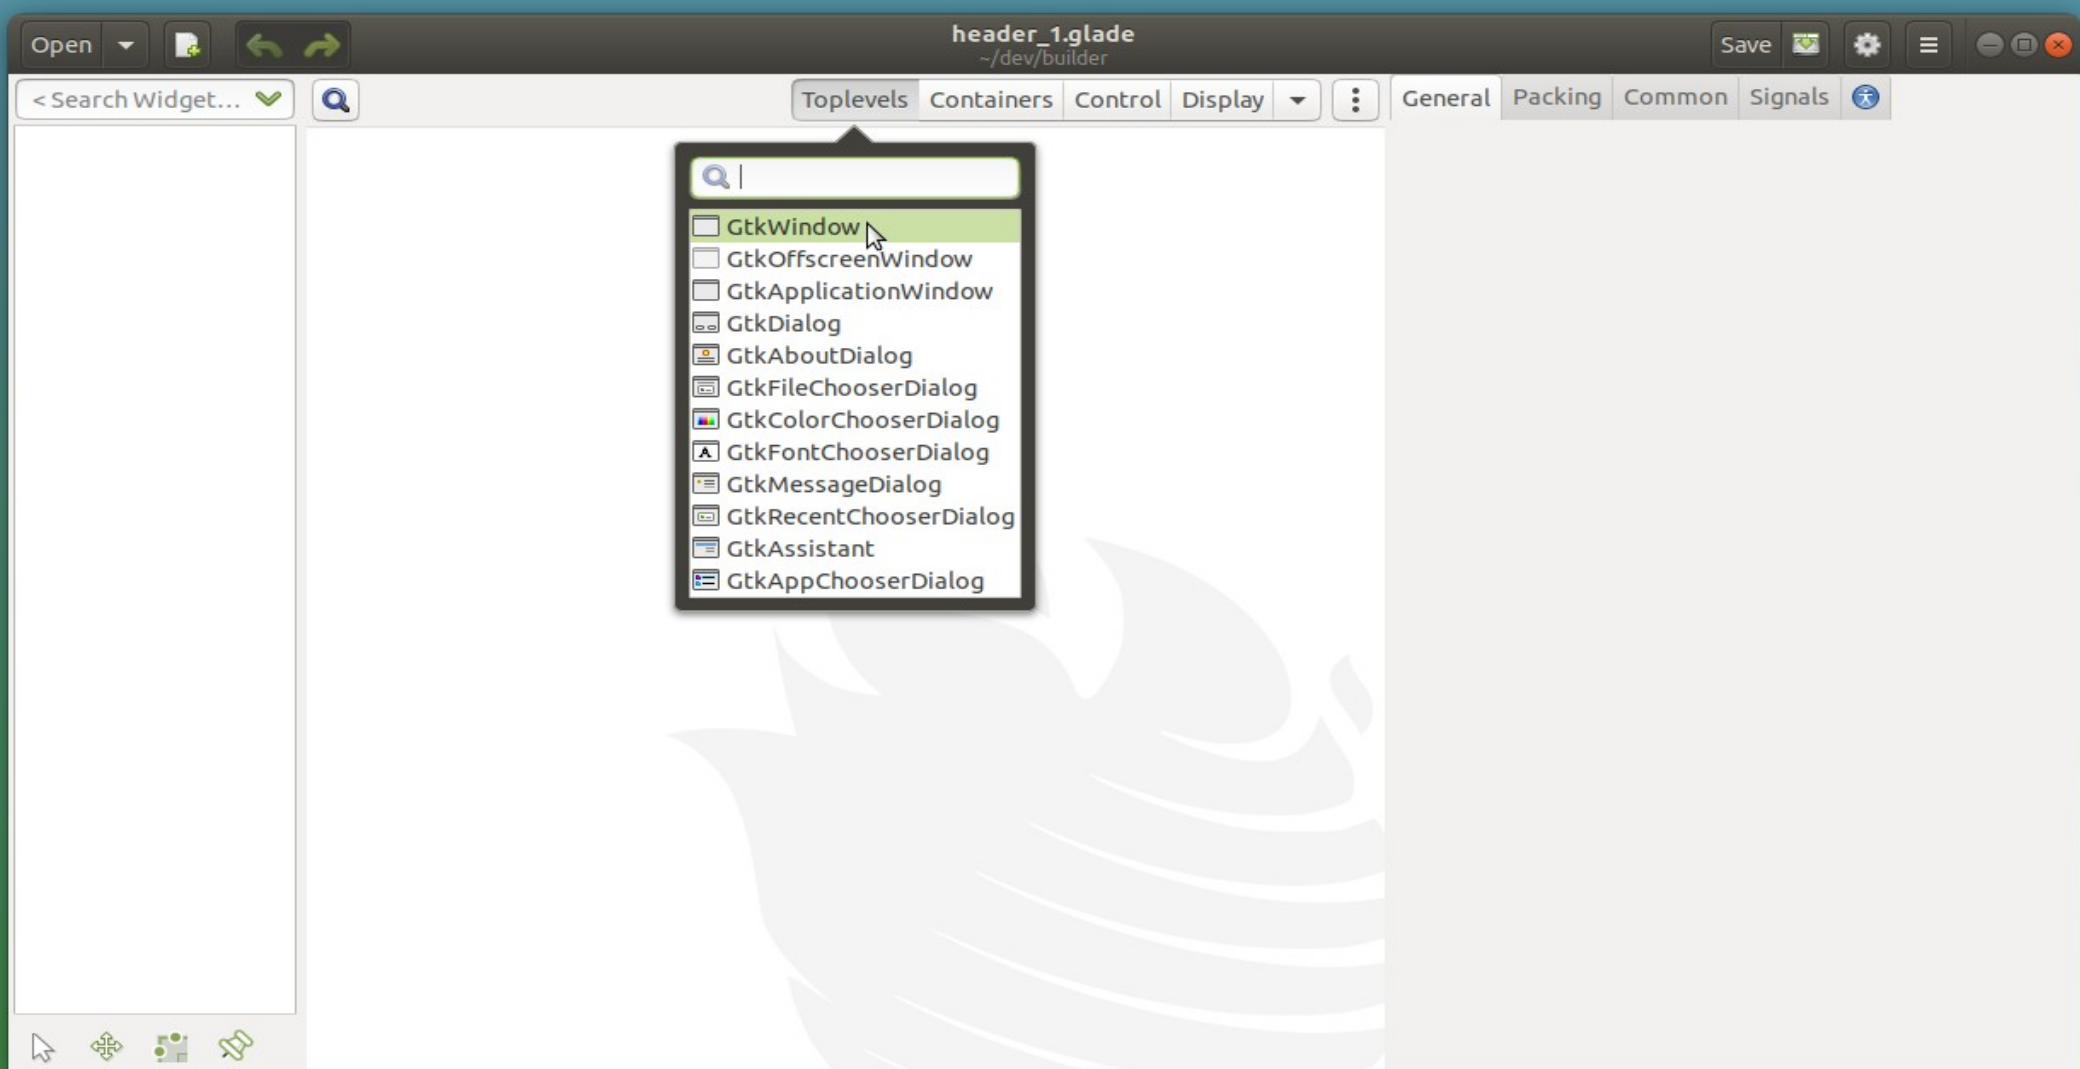 Open
header_1.glade
~/dev/builder
Save
< Search Widget...
Toplevels Containers Control Display
General Packing Common Signals
GtkWindow
GtkOffscreenWindow
GtkApplicationWindow
GtkDialog
GtkAboutDialog
GtkFileChooserDialog
GtkColorChooserDialog
GtkFontChooserDialog
GtkMessageDialog
GtkRecentChooserDialog
GtkAssistant
GtkAppChooserDialog